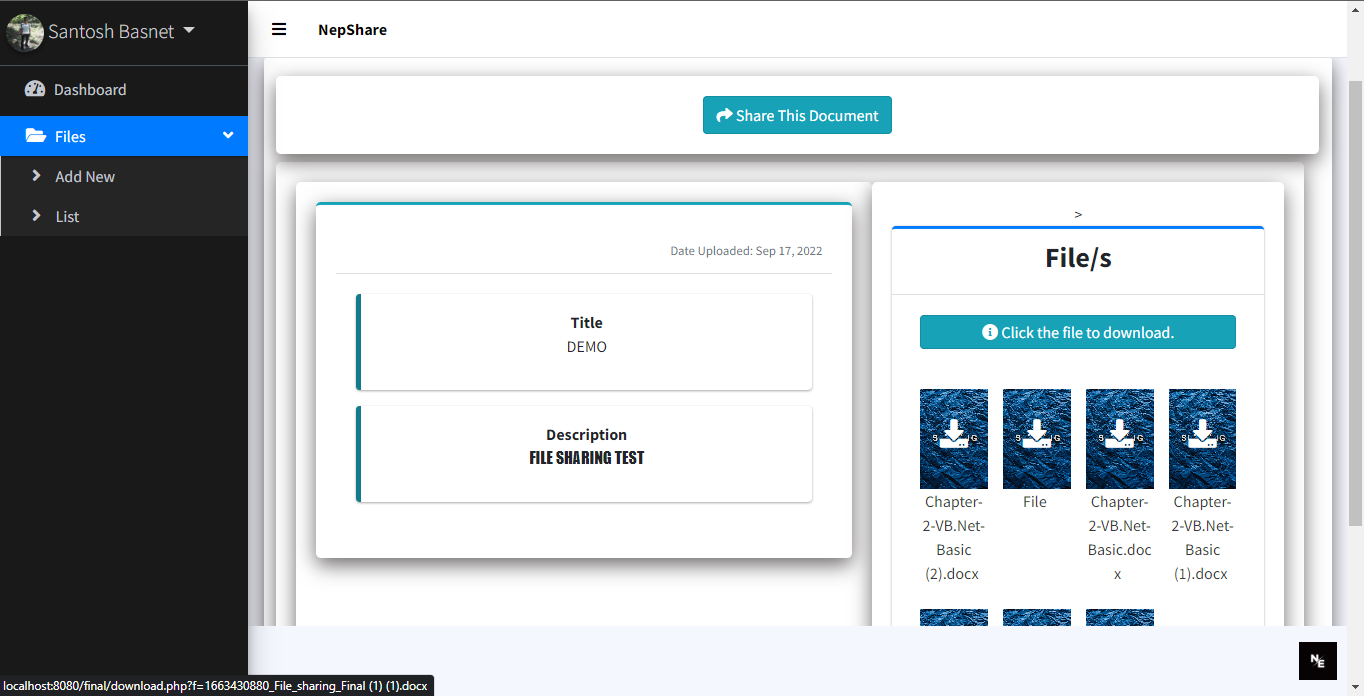 Santosh Basnet
NepShare
Dashboard
Files
Add New
List
Share This Document
Date Uploaded: Sep 17, 2022
Title
DEMO
Description
FILE SHARING TEST
>
File/s
Click the file to download.
Chapter-
2-VB.Net-
Basic
(2).docx
File
Chapter-
2-VB.Net-
Basic.doc
x
Chapter-
2-VB.Net-
Basic
(1).docx
NE
localhost:8080/final/download.php?f=1663430880_File_sharing_Final (1) (1).docx